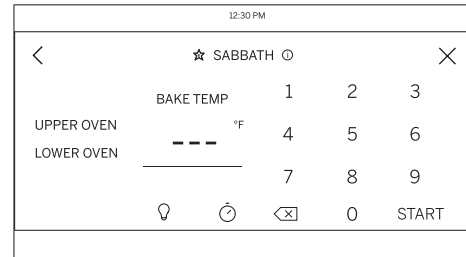 12:30 PM
SABBATH
BAKE TEMP
UPPER OVEN
LOWER OVEN
--- °F
1 2 3
4 5 6
7 8 9
0 START